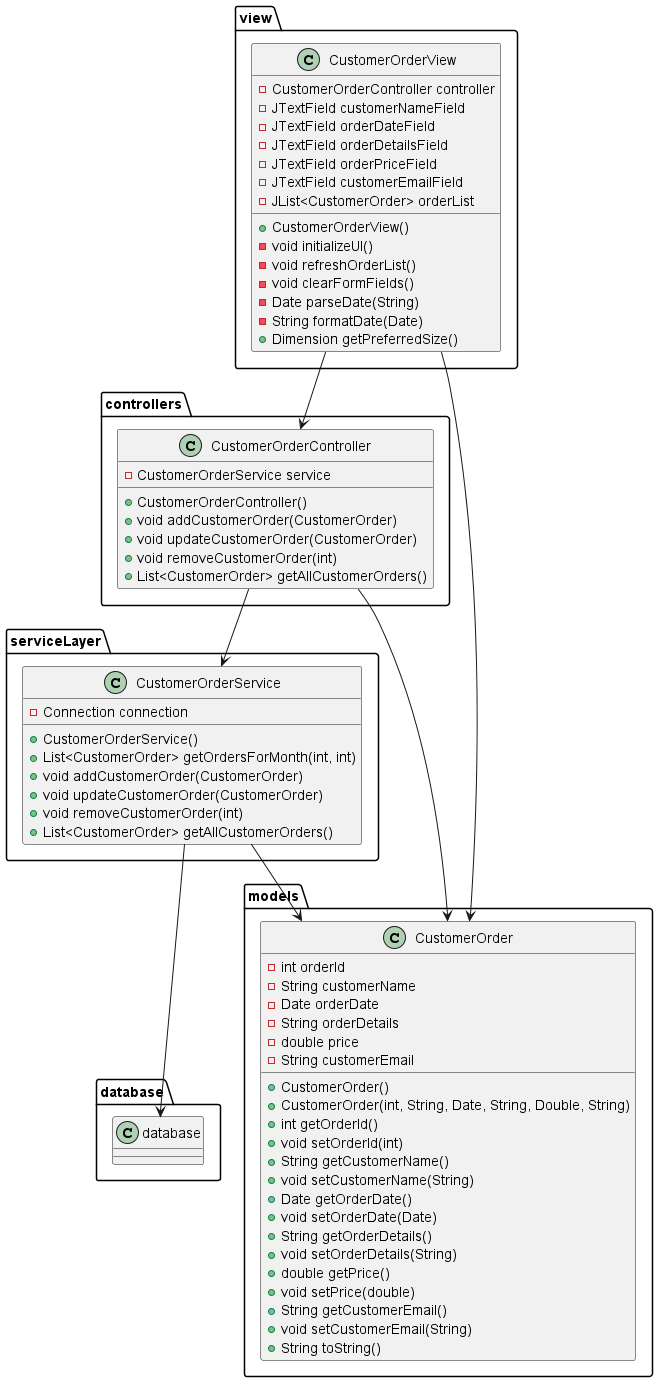 view
C CustomerOrderView
CustomerOrderController controller
JTextField customerNameField
JTextField orderDateField
JTextField orderDetailsField
JTextField orderPriceField
JTextField customerEmailField
JList<CustomerOrder> orderList
CustomerOrderView()
void initializeUI()
void refreshOrderList()
void clearFormFields()
Date parseDate(String)
String formatDate(Date)
Dimension getPreferredSize()
controllers
C CustomerOrderController
CustomerOrderService service
CustomerOrderController()
void addCustomerOrder(CustomerOrder)
void updateCustomerOrder(CustomerOrder)
void removeCustomerOrder(int)
List<CustomerOrder> getAllCustomerOrders()
serviceLayer
C CustomerOrderService
Connection connection
CustomerOrderService()
List<CustomerOrder> getOrdersForMonth(int, int)
void addCustomerOrder(CustomerOrder)
void updateCustomerOrder(CustomerOrder)
void removeCustomerOrder(int)
List<CustomerOrder> getAllCustomerOrders()
models
C CustomerOrder
int orderId
String customerName
Date orderDate
String orderDetails
double price
String customerEmail
CustomerOrder()
CustomerOrder(int, String, Date, String, Double, String)
int getOrderId()
void setOrderId(int)
String getCustomerName()
void setCustomerName(String)
Date getOrderDate()
void setOrderDate(Date)
String getOrderDetails()
void setOrderDetails(String)
double getPrice()
void setPrice(double)
String getCustomerEmail()
void setCustomerEmail(String)
String toString()
database
C database